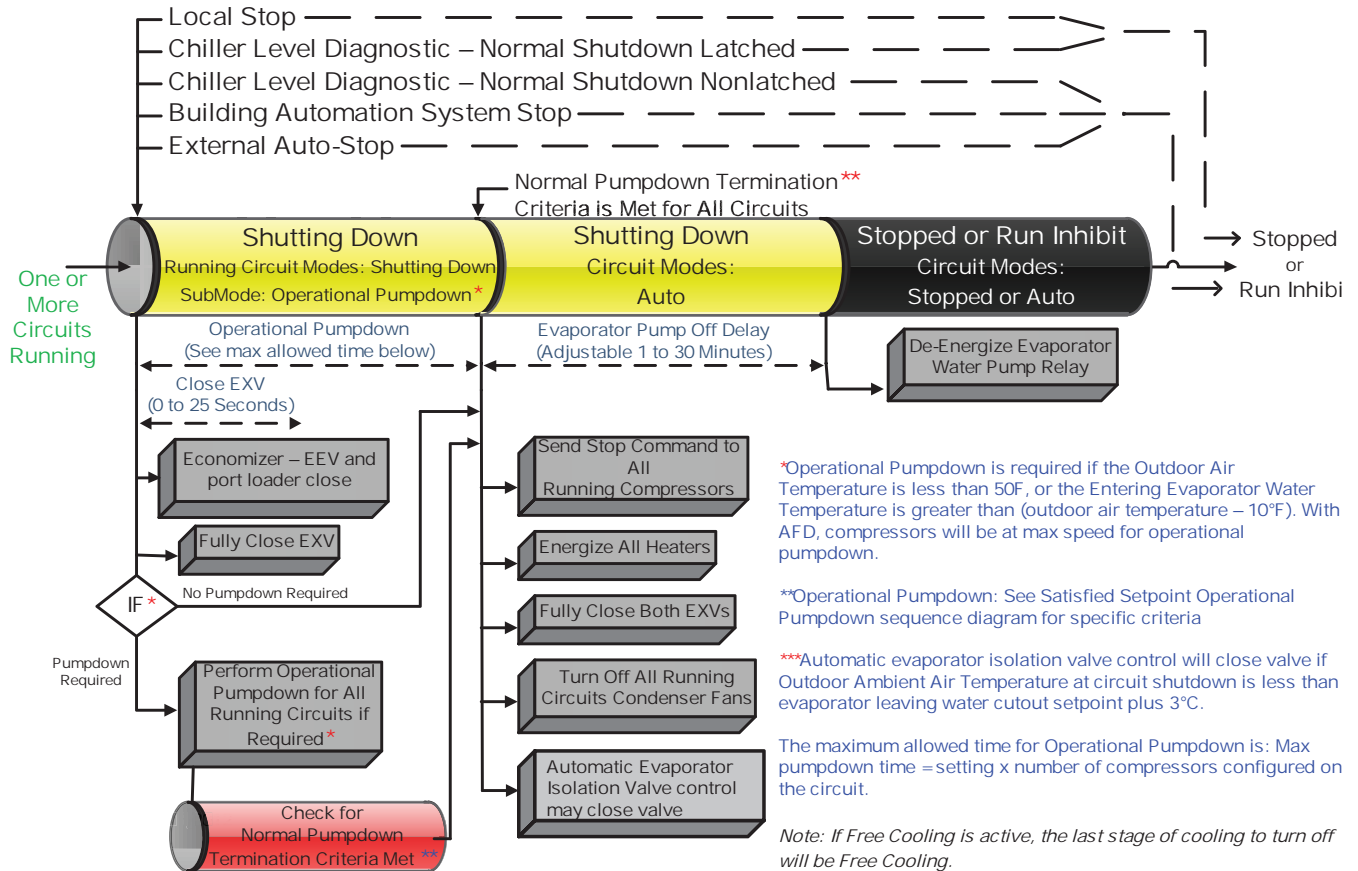 Local Stop
Chiller Level Diagnostic – Normal Shutdown Latched
Chiller Level Diagnostic – Normal Shutdown Nonlatched
Building Automation System Stop
External Auto-Stop
Normal Pumpdown Termination**
Criteria is Met for All Circuits
Shutting Down
Running Circuit Modes: Shutting Down
SubMode: Operational Pumpdown*
Shutting Down
Circuit Modes:
Auto
Stopped or Run Inhibit
Circuit Modes:
Stopped or Auto
Stopped
or
Run Inhibi
One or
More
Circuits
Running
Operational Pumpdown
(See max allowed time below)
Evaporator Pump Off Delay
(Adjustable 1 to 30 Minutes)
De-Energize Evaporator
Water Pump Relay
Close EXV
(0 to 25 Seconds)
Economizer – EEV and
port loader close
Fully Close EXV
IF *
No Pumpdown Required
Pumpdown
Required
Perform Operational
Pumpdown for All
Running Circuits if
Required*
Check for
Normal Pumpdown
Termination Criteria Met **
Send Stop Command to
All
Running Compressors
Energize All Heaters
Fully Close Both EXVs
Turn Off All Running
Circuits Condenser Fans
Automatic Evaporator
Isolation Valve control
may close valve
*Operational Pumpdown is required if the Outdoor Air
Temperature is less than 50F, or the Entering Evaporator Water
Temperature is greater than (outdoor air temperature – 10°F). With
AFD, compressors will be at max speed for operational
pumpdown.
**Operational Pumpdown: See Satisfied Setpoint Operational
Pumpdown sequence diagram for specific criteria
***Automatic evaporator isolation valve control will close valve if
Outdoor Ambient Air Temperature at circuit shutdown is less than
evaporator leaving water cutout setpoint plus 3°C.
The maximum allowed time for Operational Pumpdown is: Max
pumpdown time = setting x number of compressors configured on
the circuit.
Note: If Free Cooling is active, the last stage of cooling to turn off
will be Free Cooling.